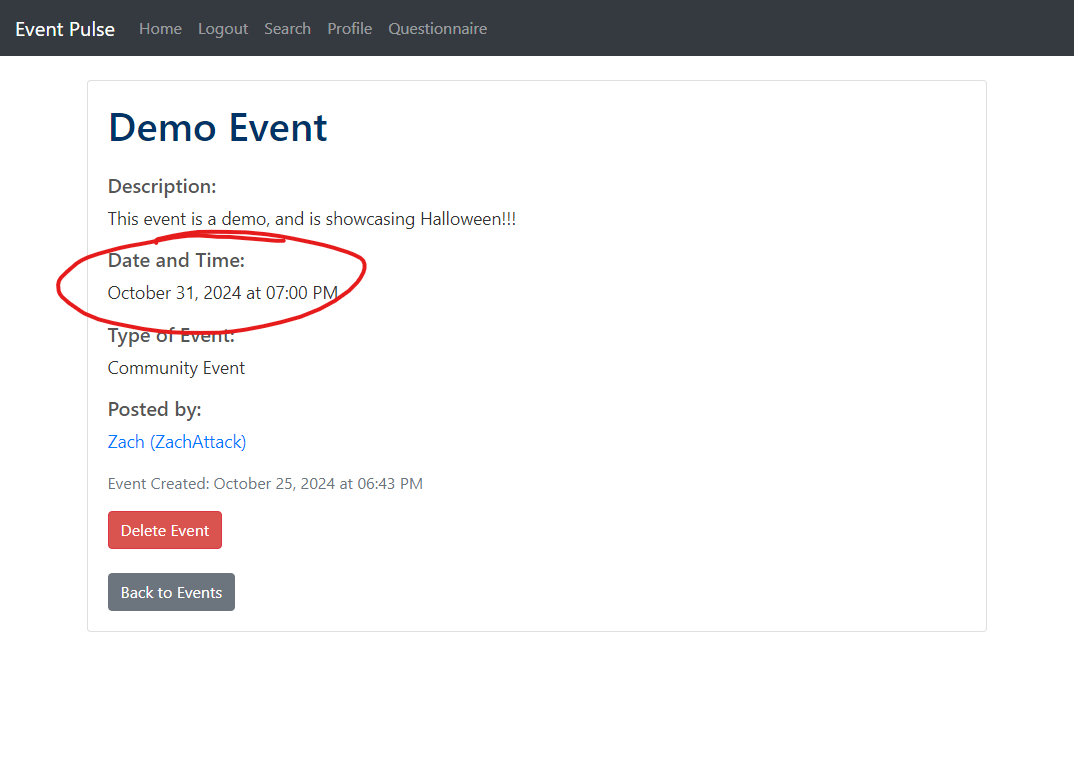 Event Pulse Home Logout Search Profile Questionnaire
Demo Event
Description:
This event is a demo, and is showcasing Halloween!!!
Date and Time:
October 31, 2024 at 07:00 PM
Type of Event:
Community Event
Posted by:
Zach (ZachAttack)
Event Created: October 25, 2024 at 06:43 PM
Delete Event
Back to Events